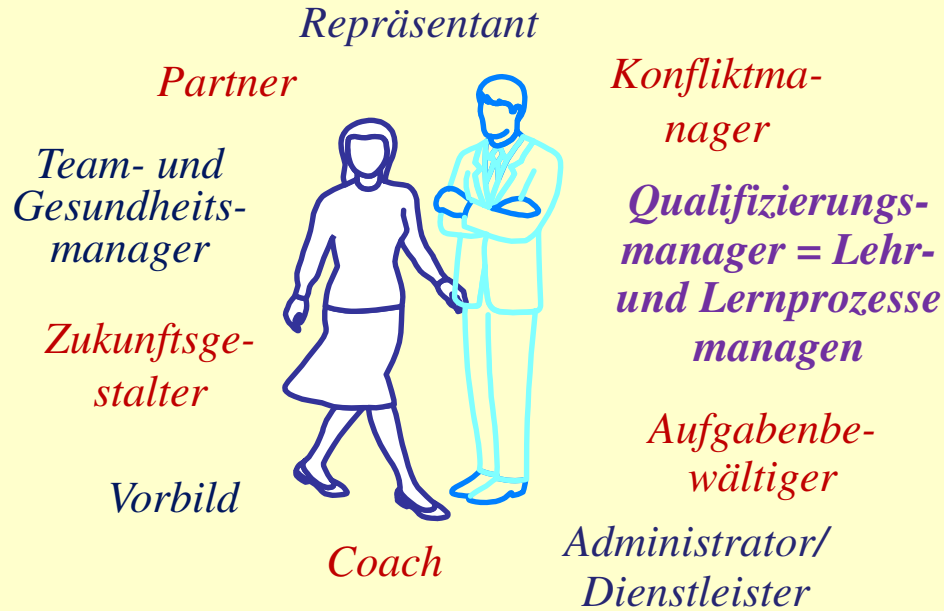 Repräsentant
Partner
Konfliktma-
nager
Team- und
Gesundheits-
manager
Qualifizierungs-
manager = Lehr-
und Lernprozesse
managen
Zukunftsge-
stalter
Aufgabenbe-
wältiger
Vorbild
Coach
Administrator/
Dienstleister